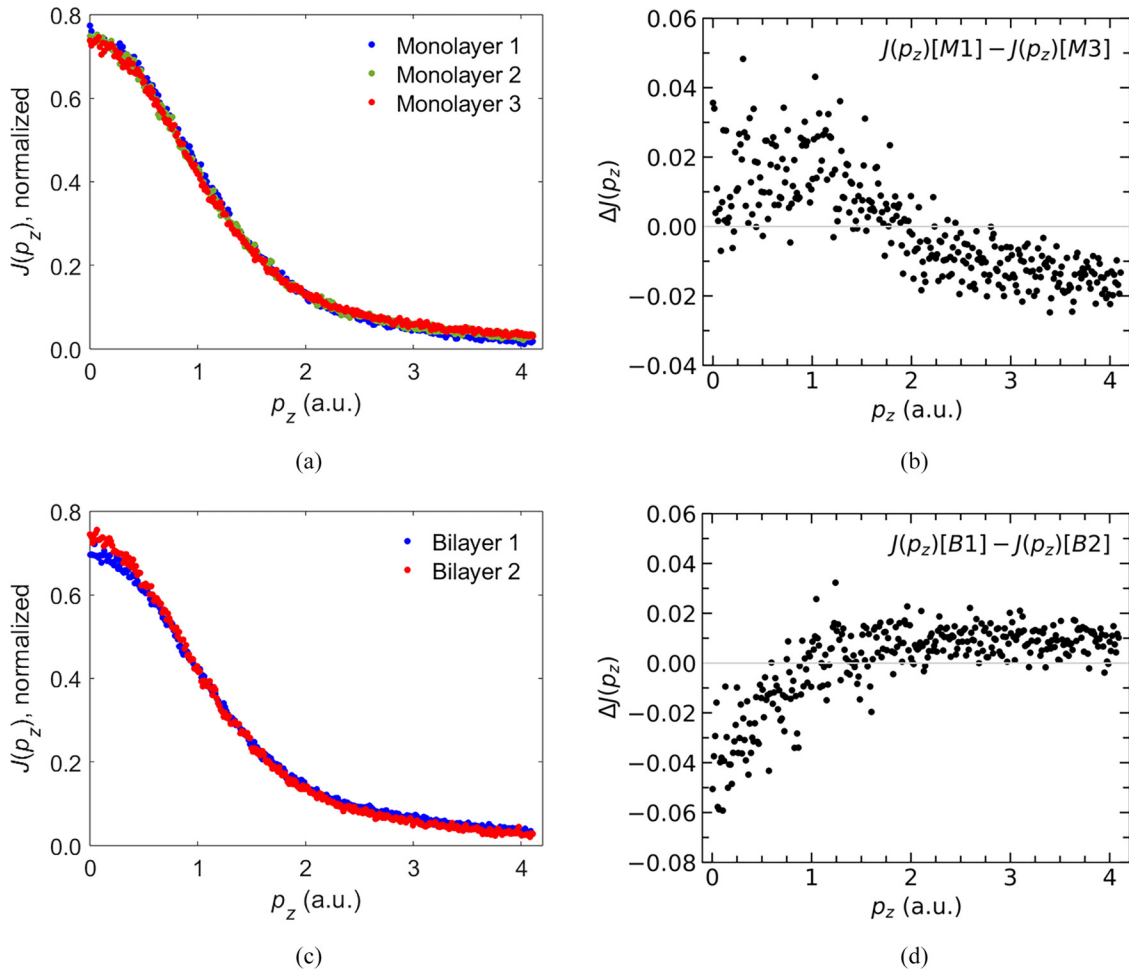 0.8
0.6
0.4
0.2
0.0
J(p_z), normalized
Monolayer 1
Monolayer 2
Monolayer 3
0 1 2 3 4
p_z (a.u.)
(a)
0.06
0.04
0.02
0.00
−0.02
−0.04
ΔJ(p_z)
J(p_z)[M1] − J(p_z)[M3]
0 1 2 3 4
p_z (a.u.)
(b)
0.8
0.6
0.4
0.2
0.0
J(p_z), normalized
Bilayer 1
Bilayer 2
0 1 2 3 4
p_z (a.u.)
(c)
0.06
0.04
0.02
0.00
−0.02
−0.04
−0.06
−0.08
ΔJ(p_z)
J(p_z)[B1] − J(p_z)[B2]
0 1 2 3 4
p_z (a.u.)
(d)